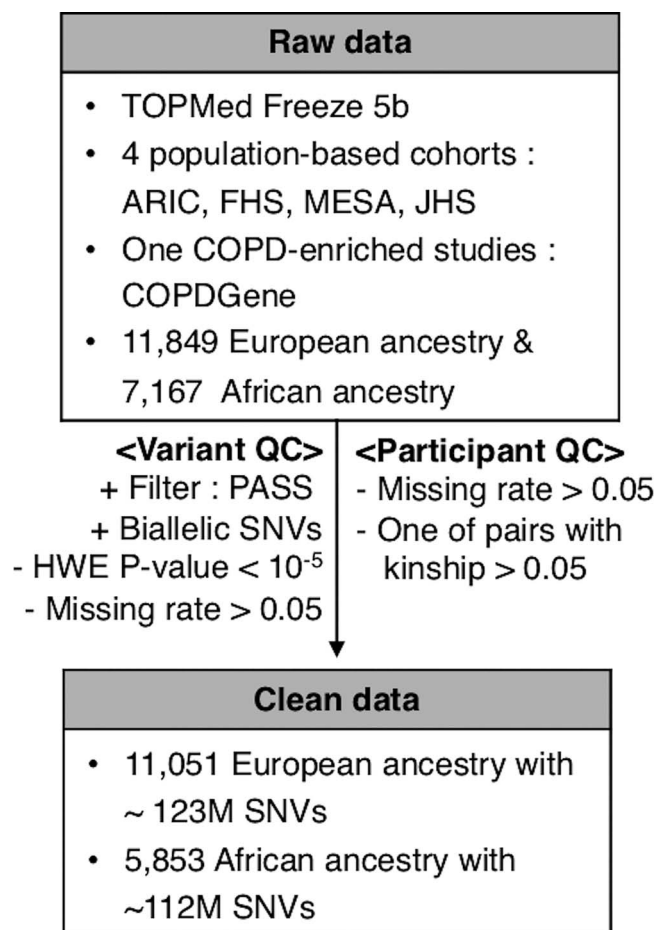 Raw data
• TOPMed Freeze 5b
• 4 population-based cohorts :
ARIC, FHS, MESA, JHS
• One COPD-enriched studies :
COPDGene
• 11,849 European ancestry &
7,167 African ancestry
<Variant QC>
+ Filter : PASS
+ Biallelic SNVs
- HWE P-value < 10⁻⁵
- Missing rate > 0.05
<Participant QC>
- Missing rate > 0.05
- One of pairs with
kinship > 0.05
Clean data
• 11,051 European ancestry with
~ 123M SNVs
• 5,853 African ancestry with
~112M SNVs